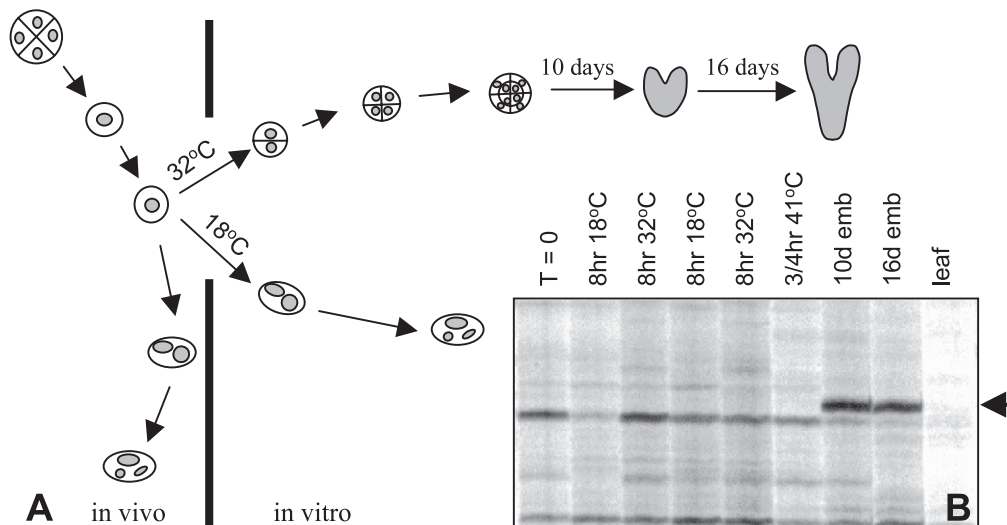 10 days
16 days
32°C
18°C
T = 0
8hr 18°C
8hr 32°C
8hr 18°C
8hr 32°C
3/4hr 41°C
10d emb
16d emb
leaf
A
in vivo
in vitro
B